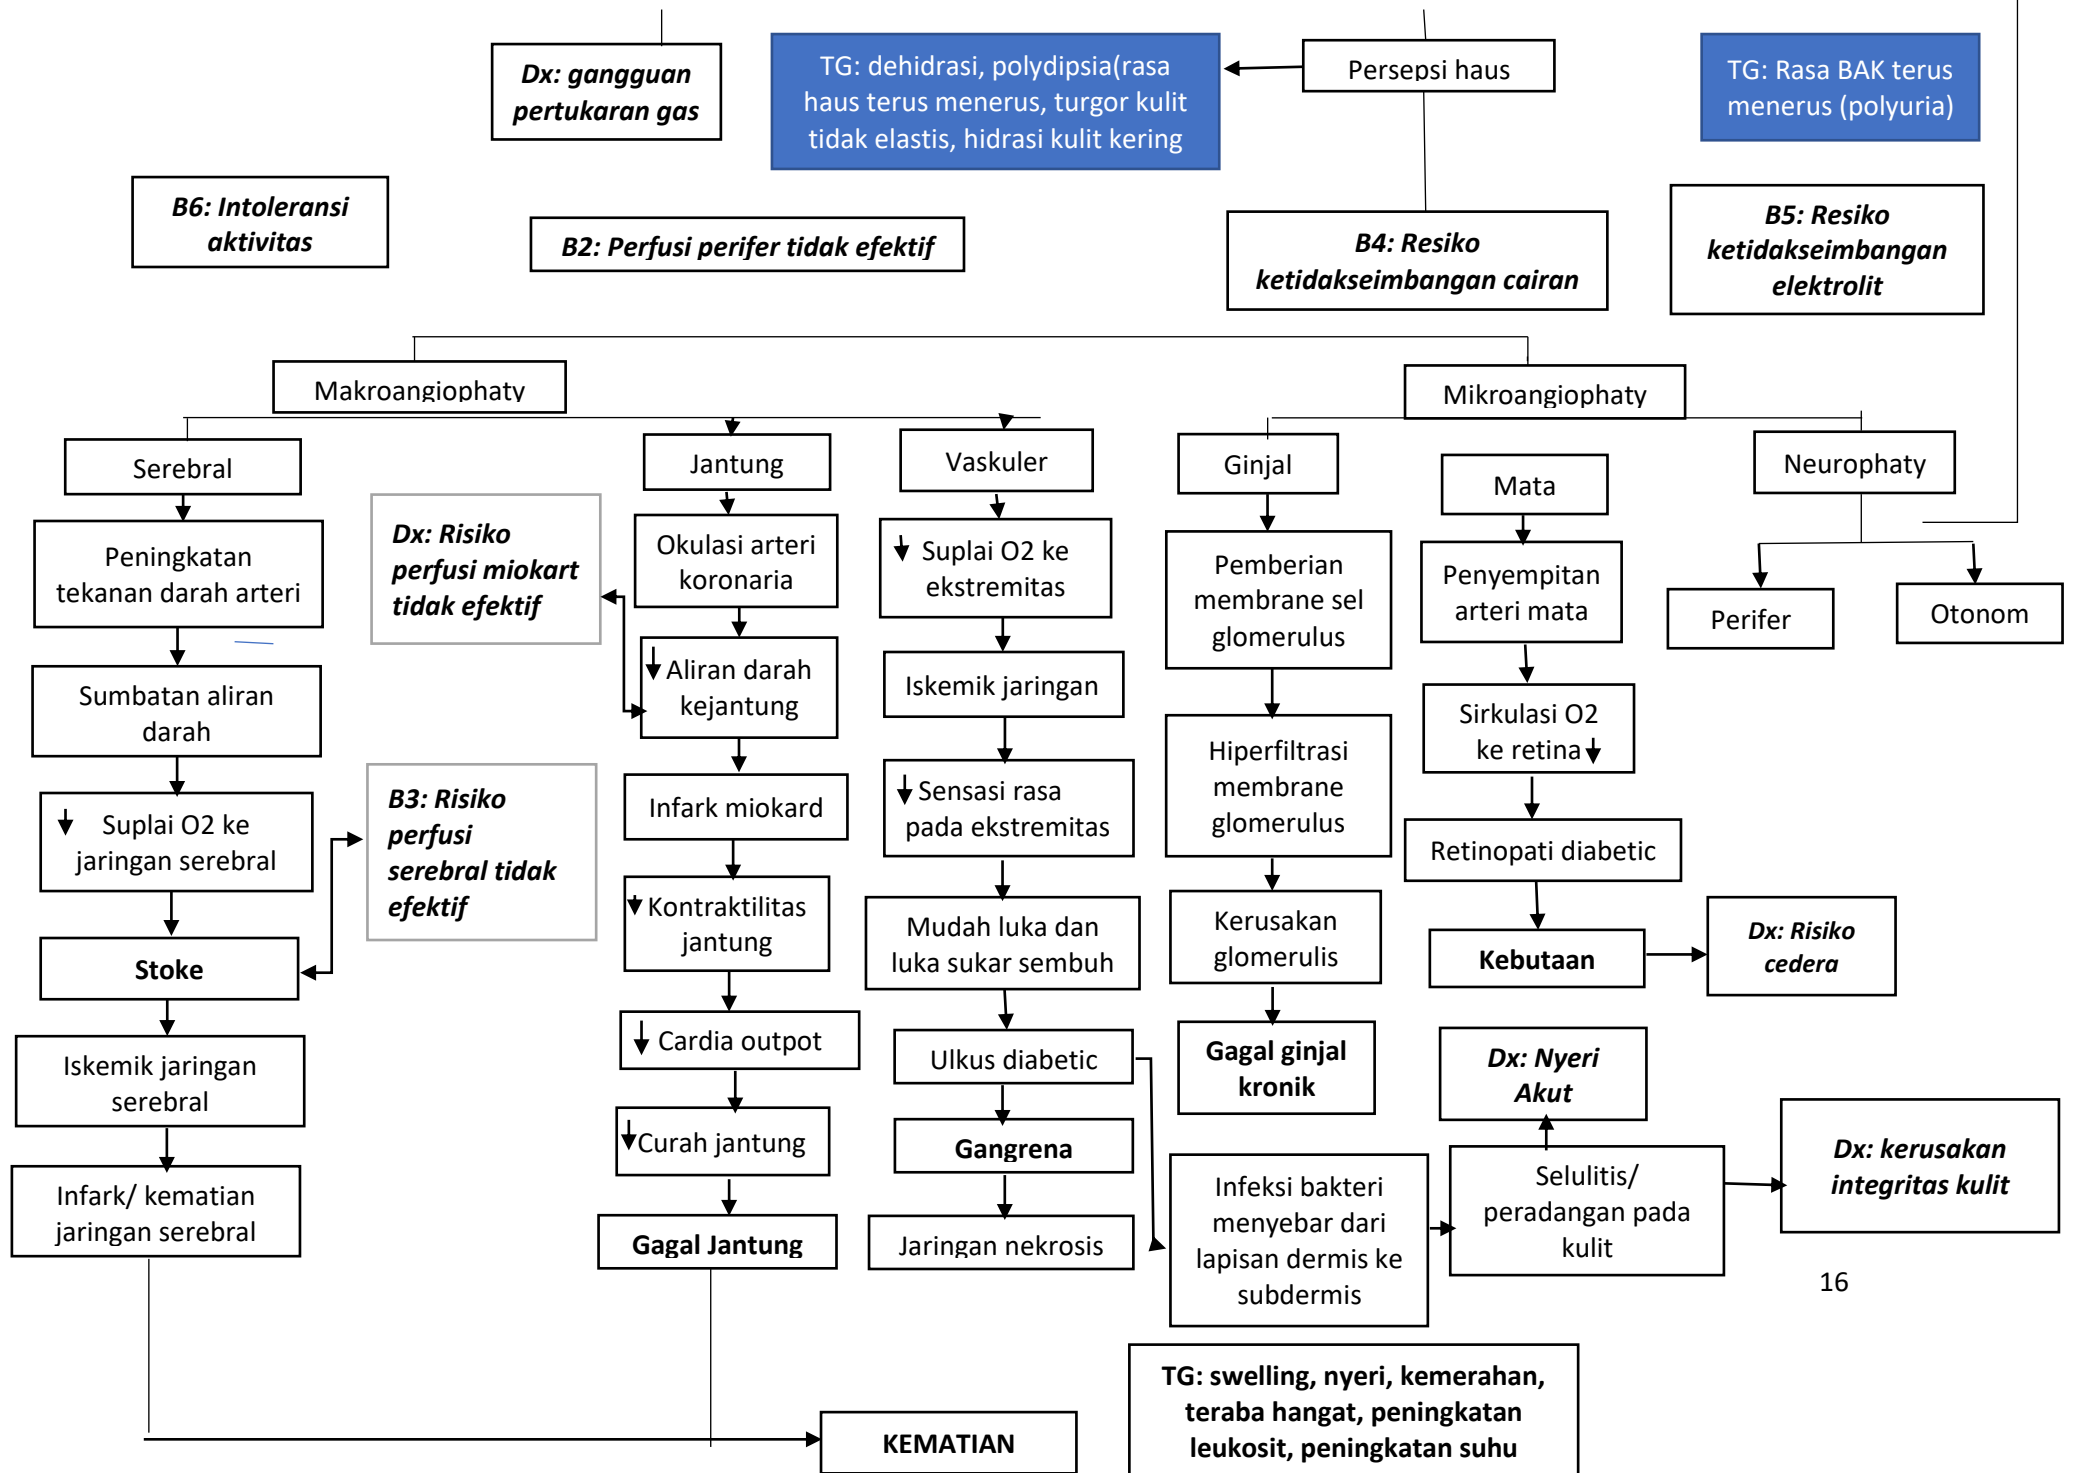 Dx: gangguan
pertukaran gas
TG: dehidrasi, polydipsia(rasa
haus terus menerus, turgor kulit
tidak elastis, hidrasi kulit kering
Persepsi haus
TG: Rasa BAK terus
menerus (polyuria)
B6: Intoleransi
aktivitas
B2: Perfusi perifer tidak efektif
B4: Resiko
ketidakseimbangan cairan
B5: Resiko
ketidakseimbangan
elektrolit
Makroangiophaty
Mikroangiophaty
Serebral
Peningkatan
tekanan darah arteri
Sumbatan aliran
darah
Suplai O2 ke
jaringan serebral
Stoke
Iskemik jaringan
serebral
Infark/ kematian
jaringan serebral
Dx: Risiko
perfusi miokart
tidak efektif
B3: Risiko
perfusi
serebral tidak
efektif
Jantung
Okulasi arteri
koronaria
Aliran darah
kejantung
Infark miokard
Kontraktilitas
jantung
Cardia outpot
Curah jantung
Gagal Jantung
Vaskuler
Suplai O2 ke
ekstremitas
Iskemik jaringan
Sensasi rasa
pada ekstremitas
Mudah luka dan
luka sukar sembuh
Ulkus diabetic
Gangrena
Jaringan nekrosis
Ginjal
Pemberian
membrane sel
glomerulus
Hiperfiltrasi
membrane
glomerulus
Kerusakan
glomerulis
Gagal ginjal
kronik
Infeksi bakteri
menyebar dari
lapisan dermis ke
subdermis
Mata
Penyempitan
arteri mata
Sirkulasi O2
ke retina
Retinopati diabetic
Kebutaan
Dx: Risiko
cedera
Neurophaty
Perifer
Otonom
Dx: Nyeri
Akut
Selulitis/
peradangan pada
kulit
Dx: kerusakan
integritas kulit
16
TG: swelling, nyeri, kemerahan,
teraba hangat, peningkatan
leukosit, peningkatan suhu
KEMATIAN